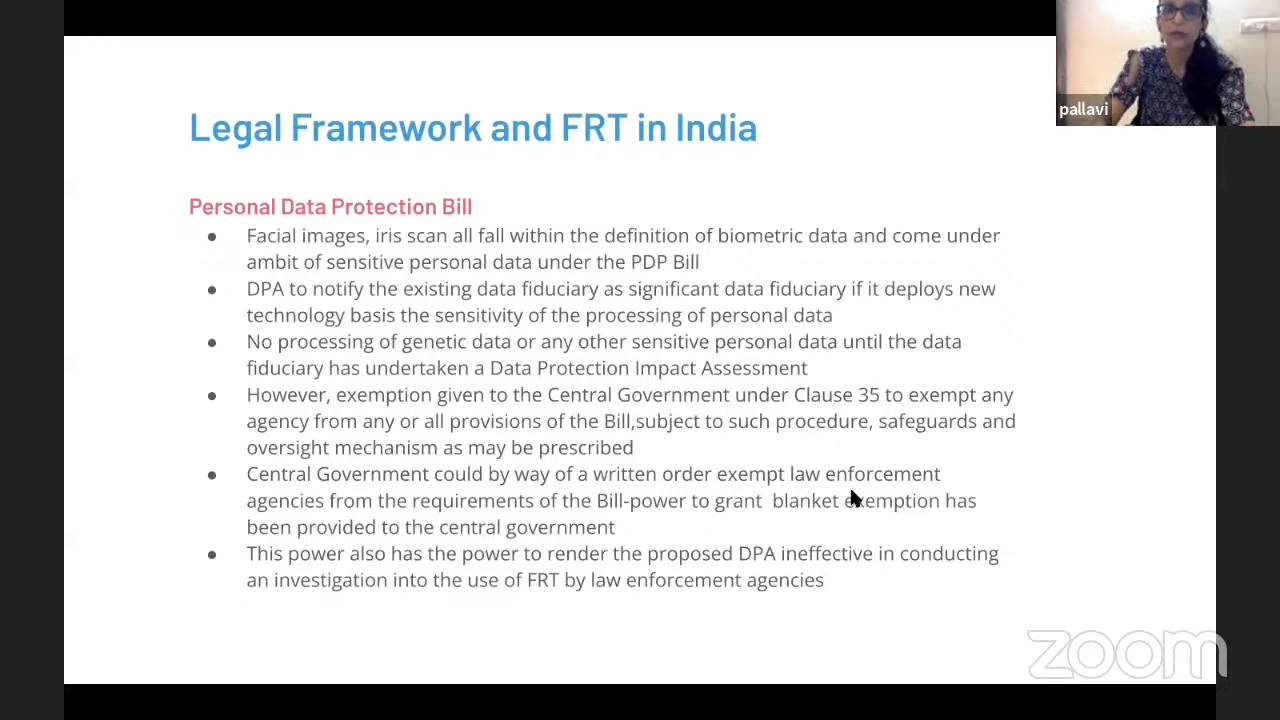 pallavi
Legal Framework and FRT in India
Personal Data Protection Bill
● Facial images, iris scan all fall within the definition of biometric data and come under
ambit of sensitive personal data under the PDP Bill
● DPA to notify the existing data fiduciary as significant data fiduciary if it deploys new
technology basis the sensitivity of the processing of personal data
● No processing of genetic data or any other sensitive personal data until the data
fiduciary has undertaken a Data Protection Impact Assessment
● However, exemption given to the Central Government under Clause 35 to exempt any
agency from any or all provisions of the Bill,subject to such procedure, safeguards and
oversight mechanism as may be prescribed
● Central Government could by way of a written order exempt law enforcement
agencies from the requirements of the Bill-power to grant  blanket exemption has
been provided to the central government
● This power also has the power to render the proposed DPA ineffective in conducting
an investigation into the use of FRT by law enforcement agencies
zoom